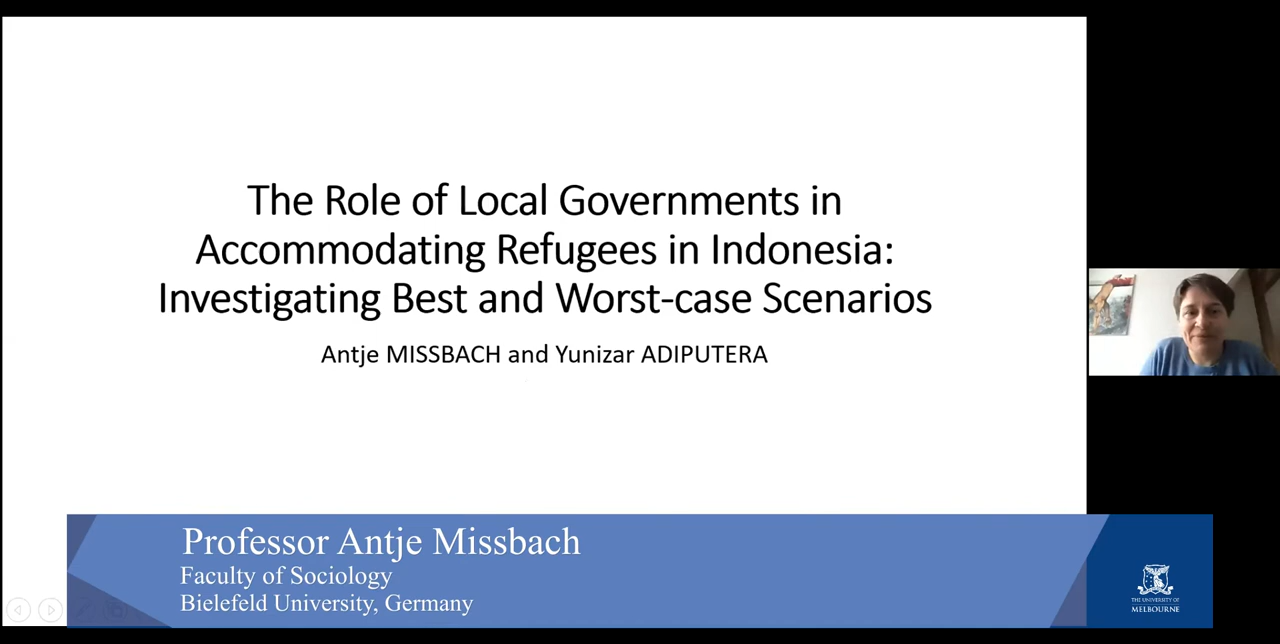 The Role of Local Governments in
Accommodating Refugees in Indonesia:
Investigating Best and Worst-case Scenarios
Antje MISSBACH and Yunizar ADIPUTERA
Professor Antje Missbach
Faculty of Sociology
Bielefeld University, Germany
THE UNIVERSITY OF
MELBOURNE